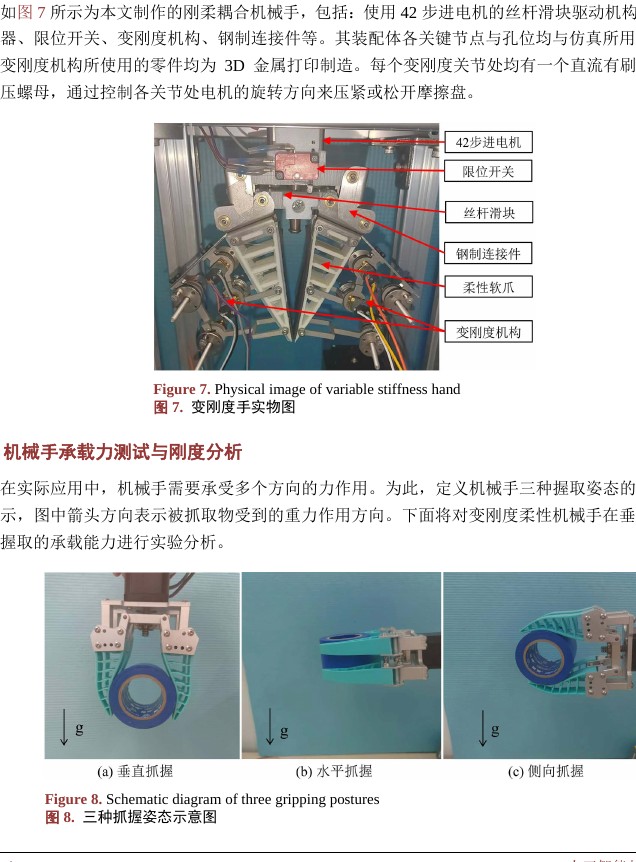 如图 7 所示为本文制作的刚柔耦合机械手，包括：使用 42 步进电机的丝杆滑块驱动机构
器、限位开关、变刚度机构、钢制连接件等。其装配体各关键节点与孔位均与仿真所用
变刚度机构所使用的零件均为 3D 金属打印制造。每个变刚度关节处均有一个直流有刷
压螺母，通过控制各关节处电机的旋转方向来压紧或松开摩擦盘。
42步进电机
限位开关
丝杆滑块
钢制连接件
柔性软爪
变刚度机构
Figure 7. Physical image of variable stiffness hand
图 7. 变刚度手实物图
机械手承载力测试与刚度分析
在实际应用中，机械手需要承受多个方向的力作用。为此，定义机械手三种握取姿态的
示，图中箭头方向表示被抓取物受到的重力作用方向。下面将对变刚度柔性机械手在垂
握取的承载能力进行实验分析。
g
g
g
(a) 垂直抓握
(b) 水平抓握
(c) 侧向抓握
Figure 8. Schematic diagram of three gripping postures
图 8. 三种抓握姿态示意图